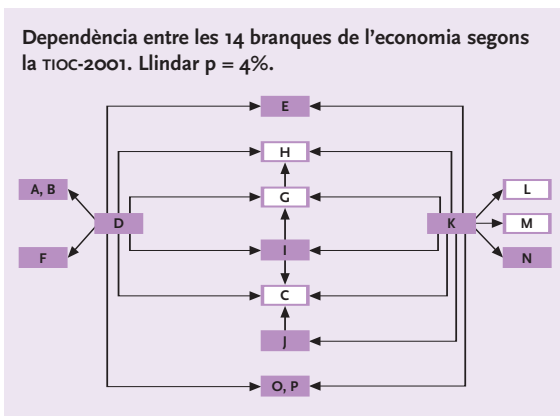 Dependència entre les 14 branques de l’economia segons
la TIOC-2001. Llindar p = 4%.
E
H
A, B
L
G
D
K
M
F
I
N
C
J
O, P